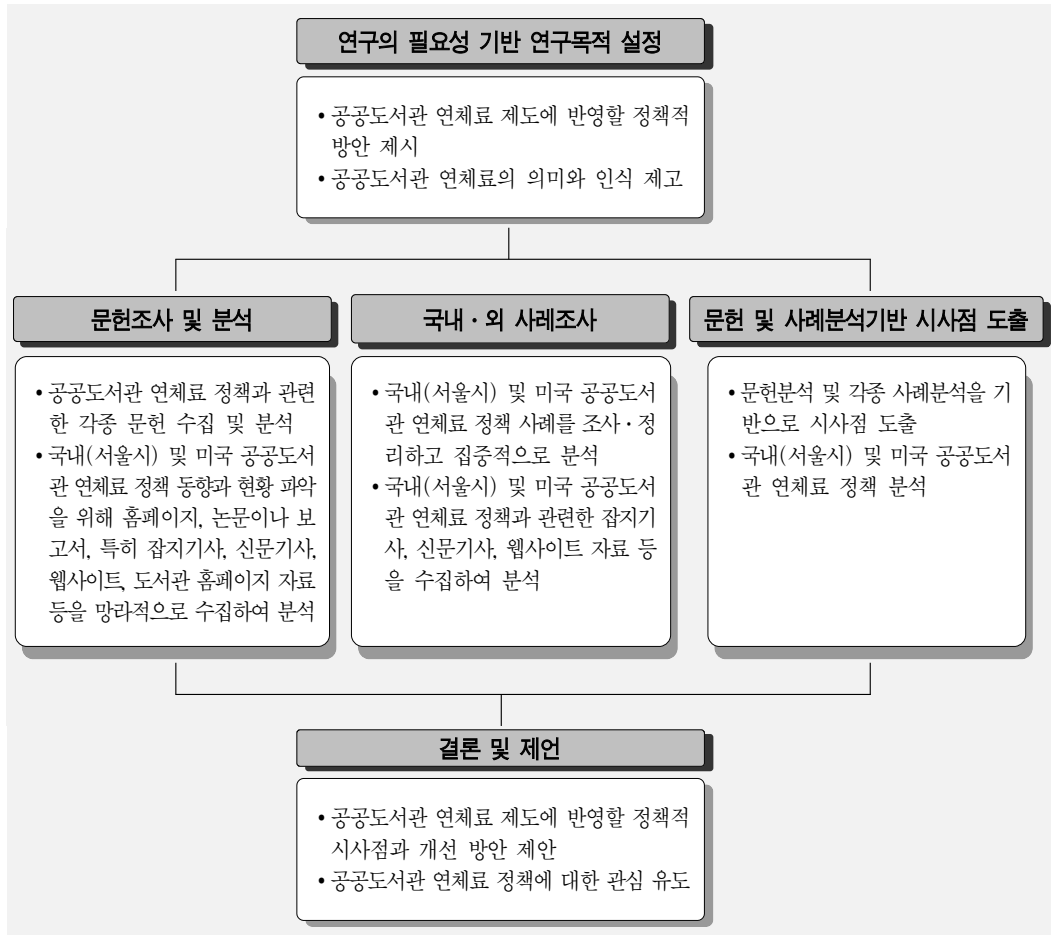 연구의 필요성 기반 연구목적 설정
• 공공도서관 연체료 제도에 반영할 정책적
방안 제시
• 공공도서관 연체료의 의미와 인식 제고
문헌조사 및 분석
• 공공도서관 연체료 정책과 관련
한 각종 문헌 수집 및 분석
• 국내(서울시) 및 미국 공공도서
관 연체료 정책 동향과 현황 파악
을 위해 홈페이지, 논문이나 보
고서, 특히 잡지기사, 신문기사,
웹사이트, 도서관 홈페이지 자료
등을 망라적으로 수집하여 분석
국내 · 외 사레조사
• 국내(서울시) 및 미국 공공도서
관 연체료 정책 사례를 조사 · 정
리하고 집중적으로 분석
• 국내(서울시) 및 미국 공공도서
관 연체료 정책과 관련한 잡지기
사, 신문기사, 웹사이트 자료 등
을 수집하여 분석
문헌 및 사례분석기반 시사점 도출
• 문헌분석 및 각종 사례분석을 기
반으로 시사점 도출
• 국내(서울시) 및 미국 공공도서
관 연체료 정책 분석
결론 및 제언
• 공공도서관 연체료 제도에 반영할 정책적
시사점과 개선 방안 제안
• 공공도서관 연체료 정책에 대한 관심 유도